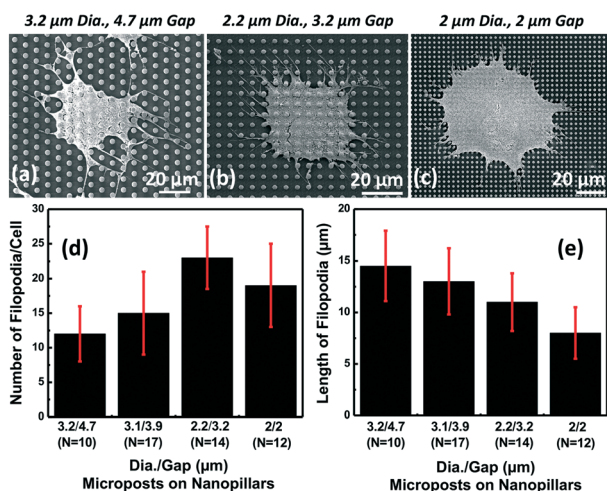 3.2 µm Dia., 4.7 µm Gap
2.2 µm Dia., 3.2 µm Gap
2 µm Dia., 2 µm Gap
(a)
20 µm
(b)
20 µm
(c)
20 µm
(d)
Number of Filopodia/Cell
30
25
20
15
10
5
0
3.2/4.7
(N=10)
3.1/3.9
(N=17)
2.2/3.2
(N=14)
2/2
(N=12)
Dia./Gap (µm)
Microposts on Nanopillars
(e)
Length of Filopodia (µm)
20
15
10
5
0
3.2/4.7
(N=10)
3.1/3.9
(N=17)
2.2/3.2
(N=14)
2/2
(N=12)
Dia./Gap (µm)
Microposts on Nanopillars